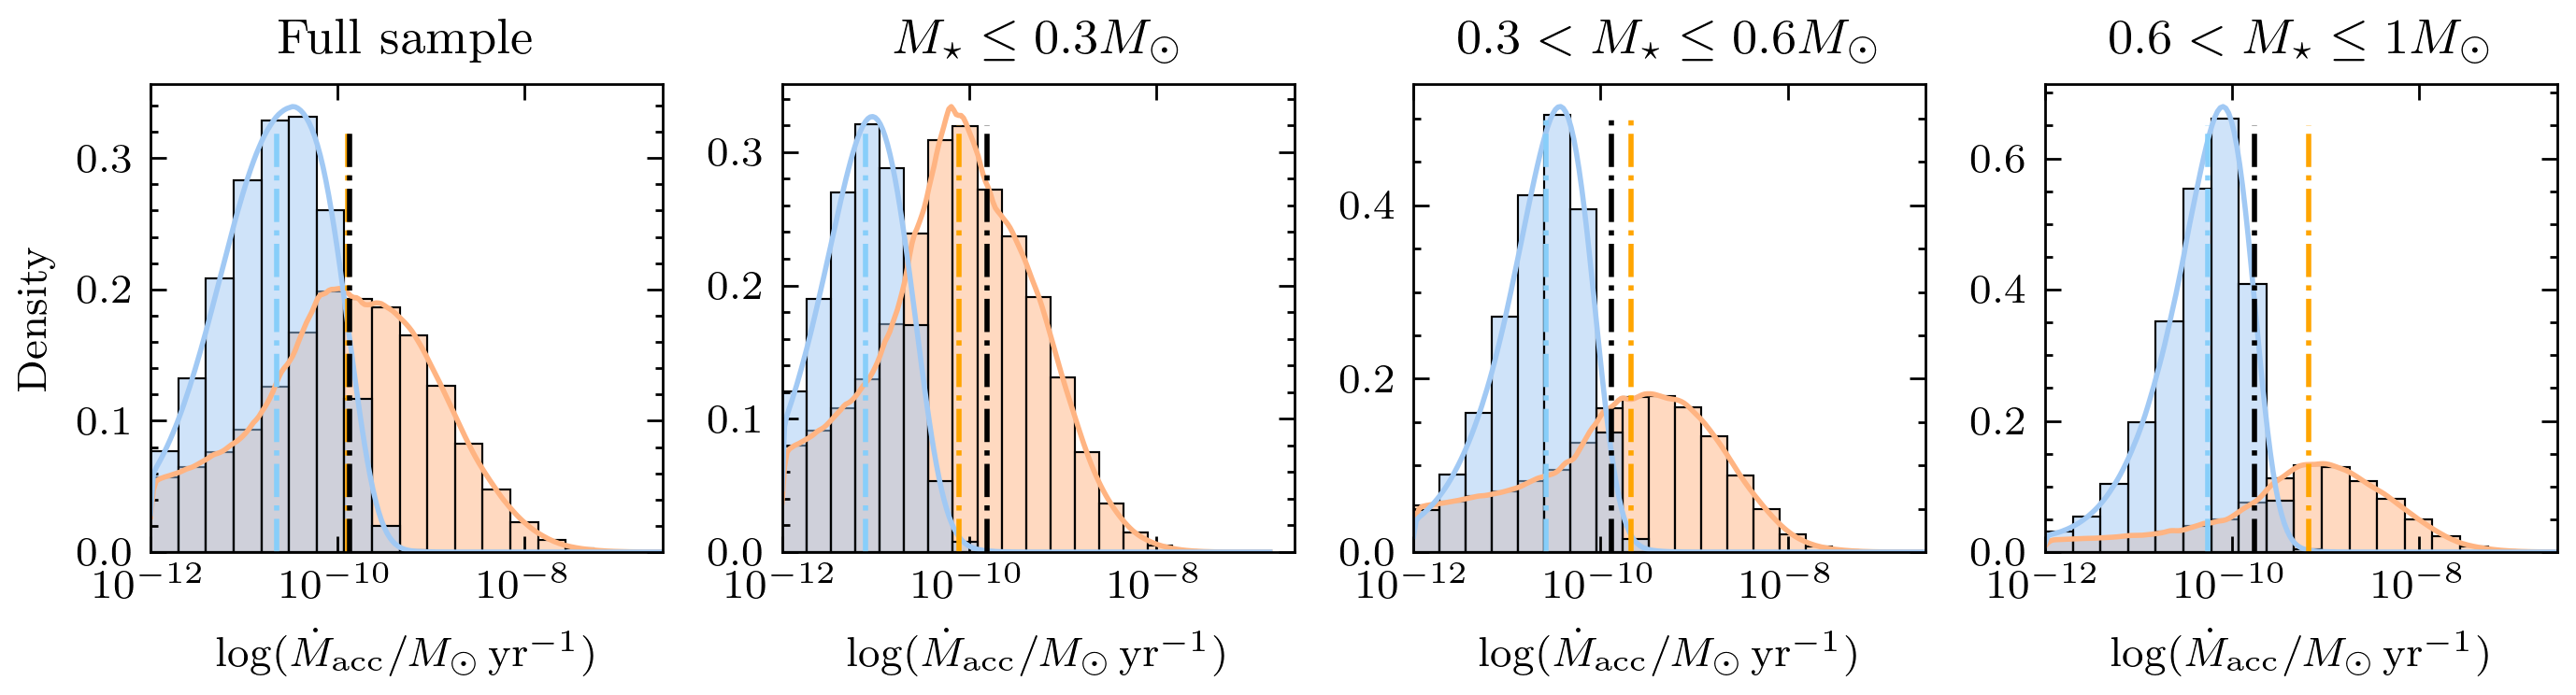 Full sample
M⋆ ≤ 0.3M⊙
0.3 < M⋆ ≤ 0.6M⊙
0.6 < M⋆ ≤ 1M⊙
Density
0.3
0.2
0.1
0.0
10⁻¹² 10⁻¹⁰ 10⁻⁸
log(Ṁacc/M⊙ yr⁻¹)
0.3
0.2
0.1
0.0
10⁻¹² 10⁻¹⁰ 10⁻⁸
log(Ṁacc/M⊙ yr⁻¹)
0.4
0.2
0.0
10⁻¹² 10⁻¹⁰ 10⁻⁸
log(Ṁacc/M⊙ yr⁻¹)
0.6
0.4
0.2
0.0
10⁻¹² 10⁻¹⁰ 10⁻⁸
log(Ṁacc/M⊙ yr⁻¹)